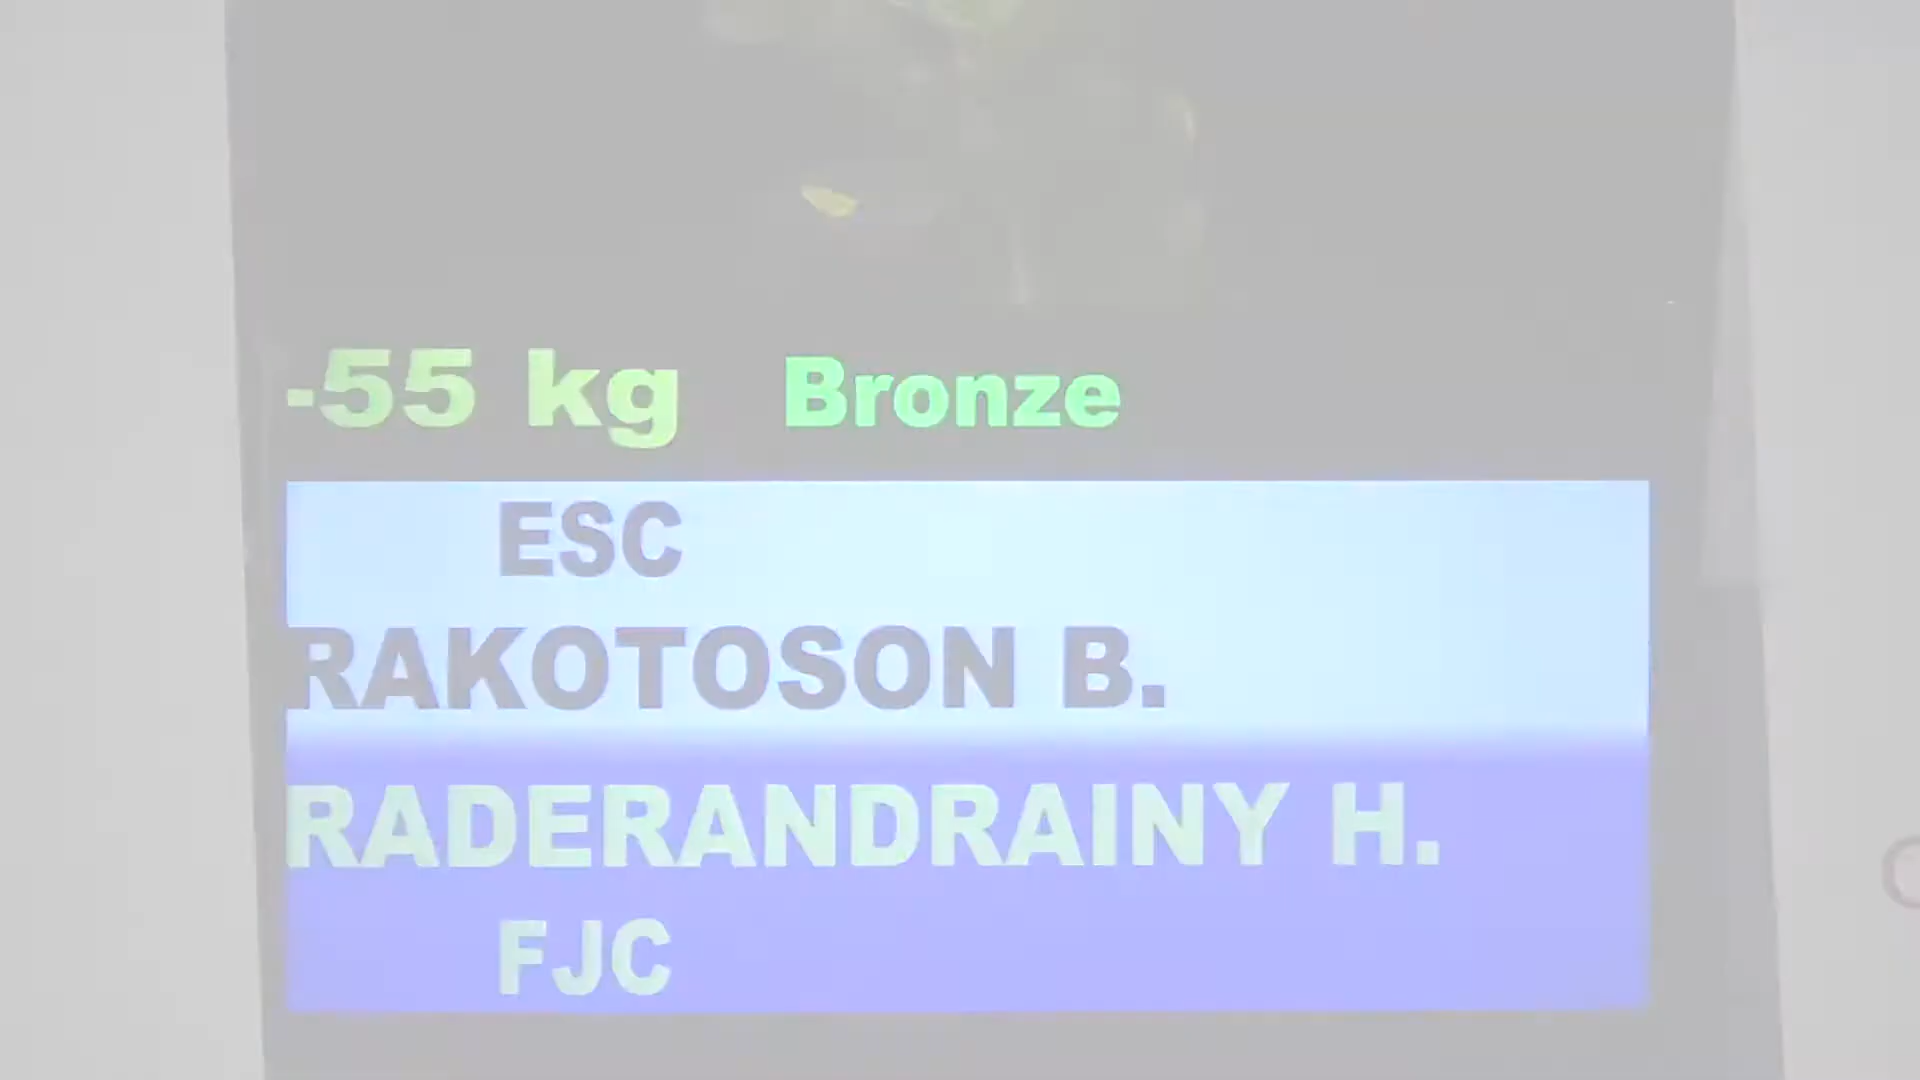 -55 kg Bronze
ESC
RAKOTOSON B.
RADERANDRAINY H.
FJC